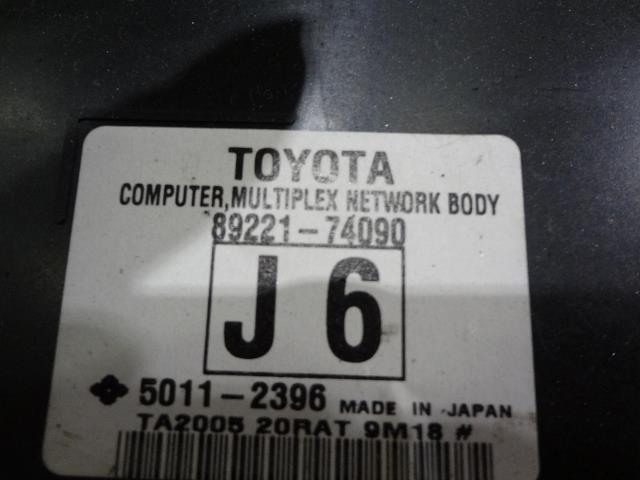 TOYOTA
COMPUTER,MULTIPLEX NETWORK BODY
89221-74090
J 6
5011-2396 MADE IN JAPAN
TA2005 20RAT 9M18 #